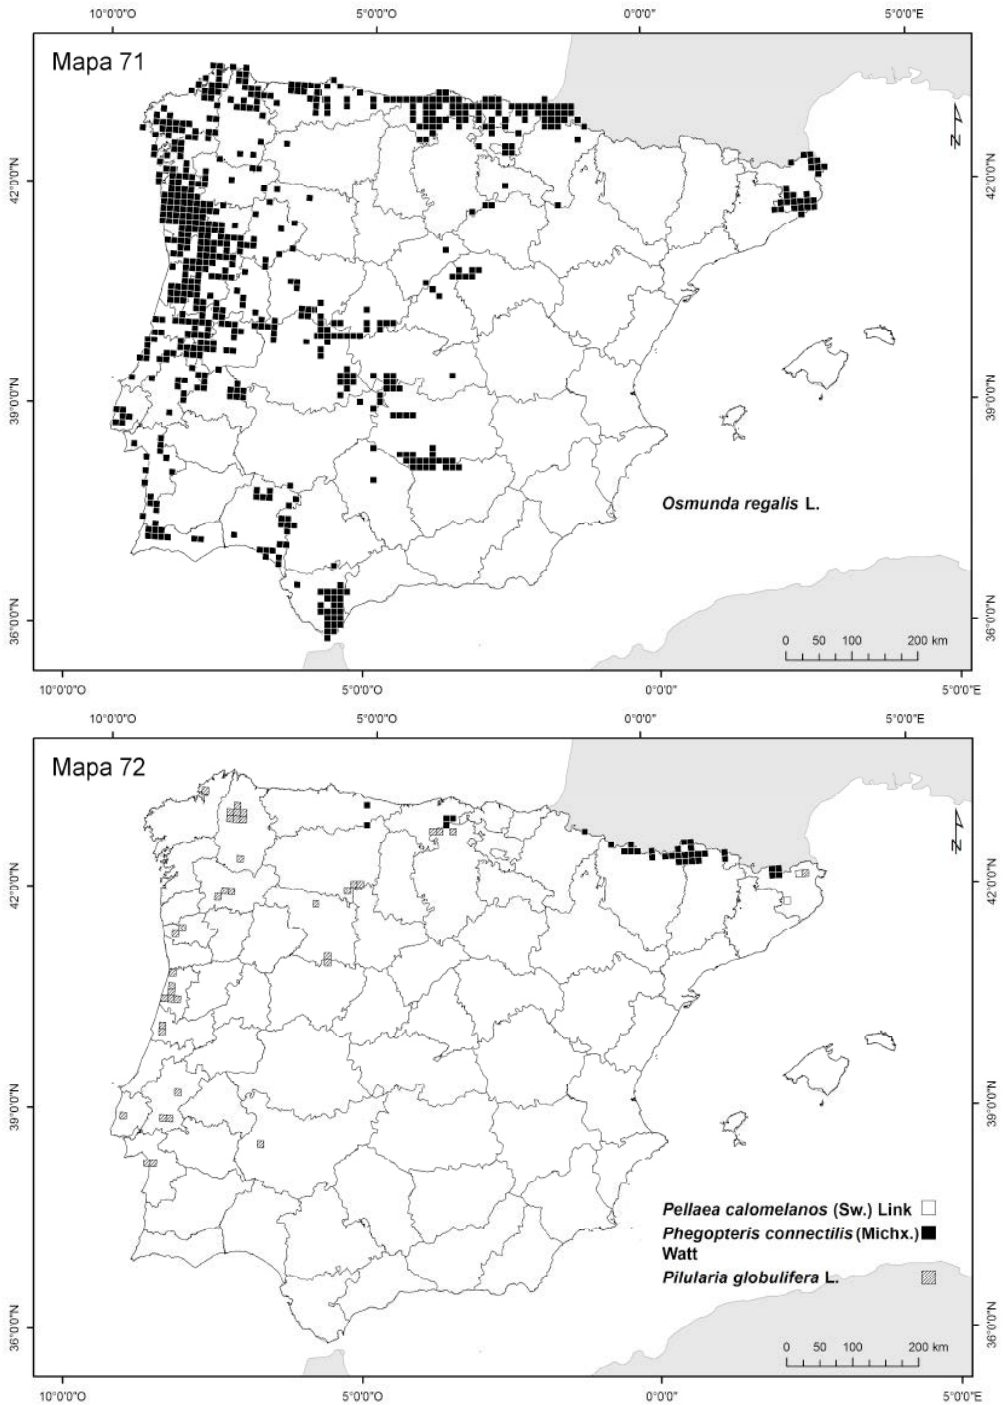 10°0'0"O 5°0'0"O 0°0'0" 5°0'0"E
Mapa 71
N
42°0'0"N 42°0'0"N
39°0'0"N 39°0'0"N
Osmunda regalis L.
36°0'0"N 36°0'0"N
0 50 100 200 km
10°0'0"O 5°0'0"O 0°0'0" 5°0'0"E
10°0'0"O 5°0'0"O 0°0'0" 5°0'0"E
Mapa 72
N
42°0'0"N 42°0'0"N
39°0'0"N 39°0'0"N
Pellaea calomelanos (Sw.) Link
Phegopteris connectilis (Michx.)
Watt
Pilularia globulifera L.
36°0'0"N 36°0'0"N
0 50 100 200 km
10°0'0"O 5°0'0"O 0°0'0" 5°0'0"E